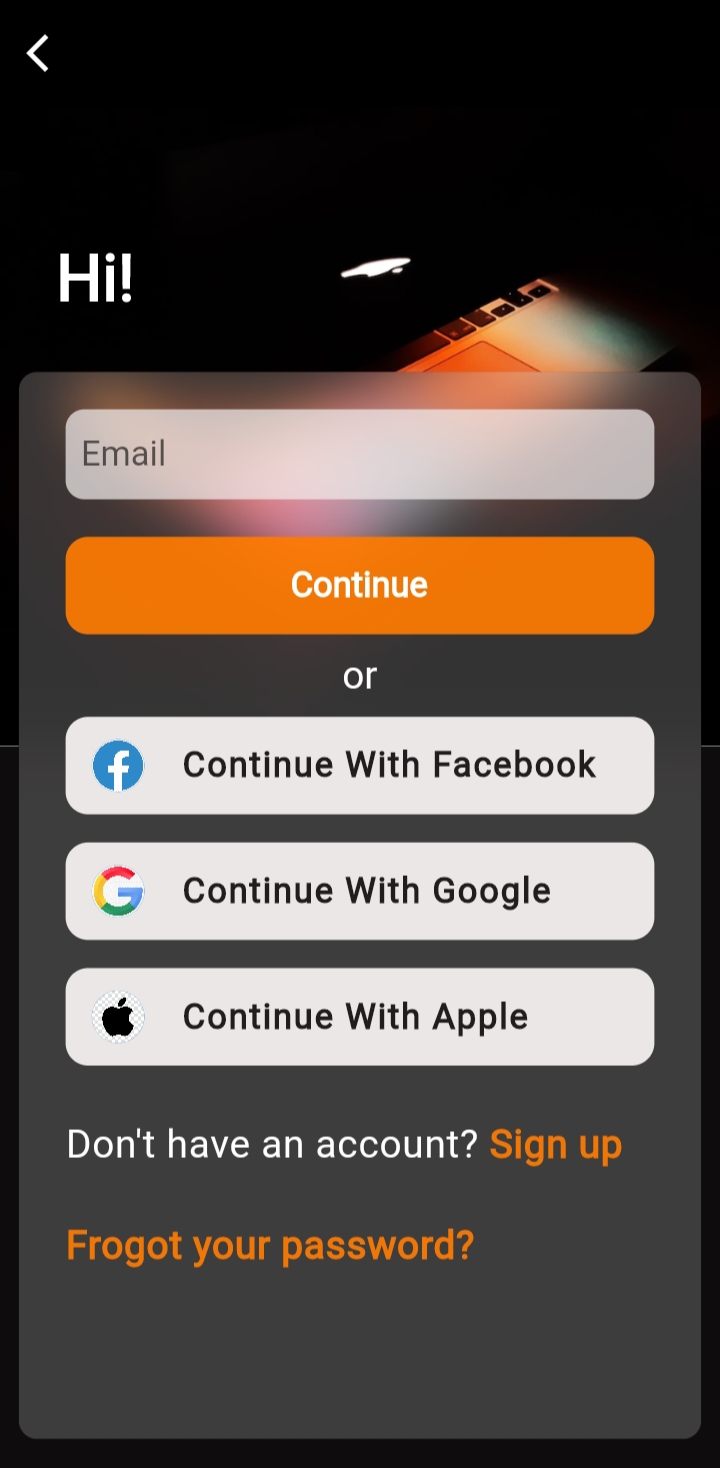 Hi!
Email
Continue
or
Continue With Facebook
Continue With Google
Continue With Apple
Don't have an account? Sign up
Frogot your password?